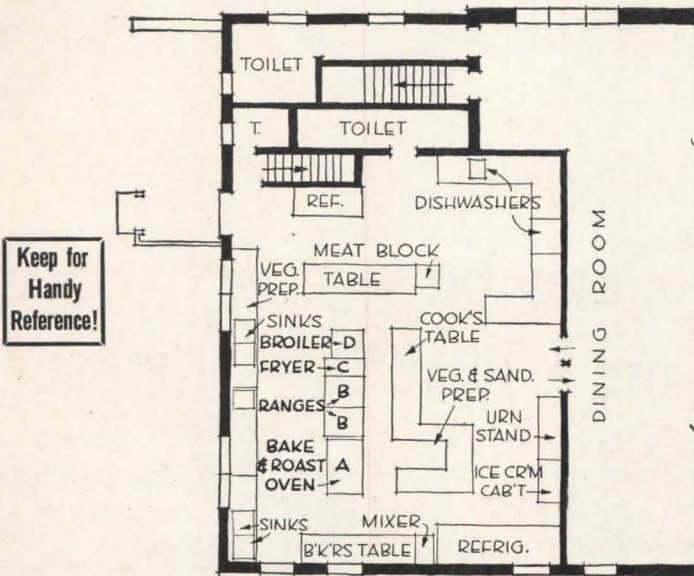 Keep for
Handy
Reference!
TOILET
T.
TOILET
REF.
DISHWASHERS
MEAT BLOCK
VEG.
PREP.
TABLE
SINKS
BROILER D
FRYER C
RANGES B
B
BAKE
& ROAST
OVEN
A
COOK'S
TABLE
VEG. & SAND.
PREP.
URN
STAND
ICE CR'M
CAB'T
SINKS
MIXER
B'K'RS TABLE
REFRIG.
DINING ROOM